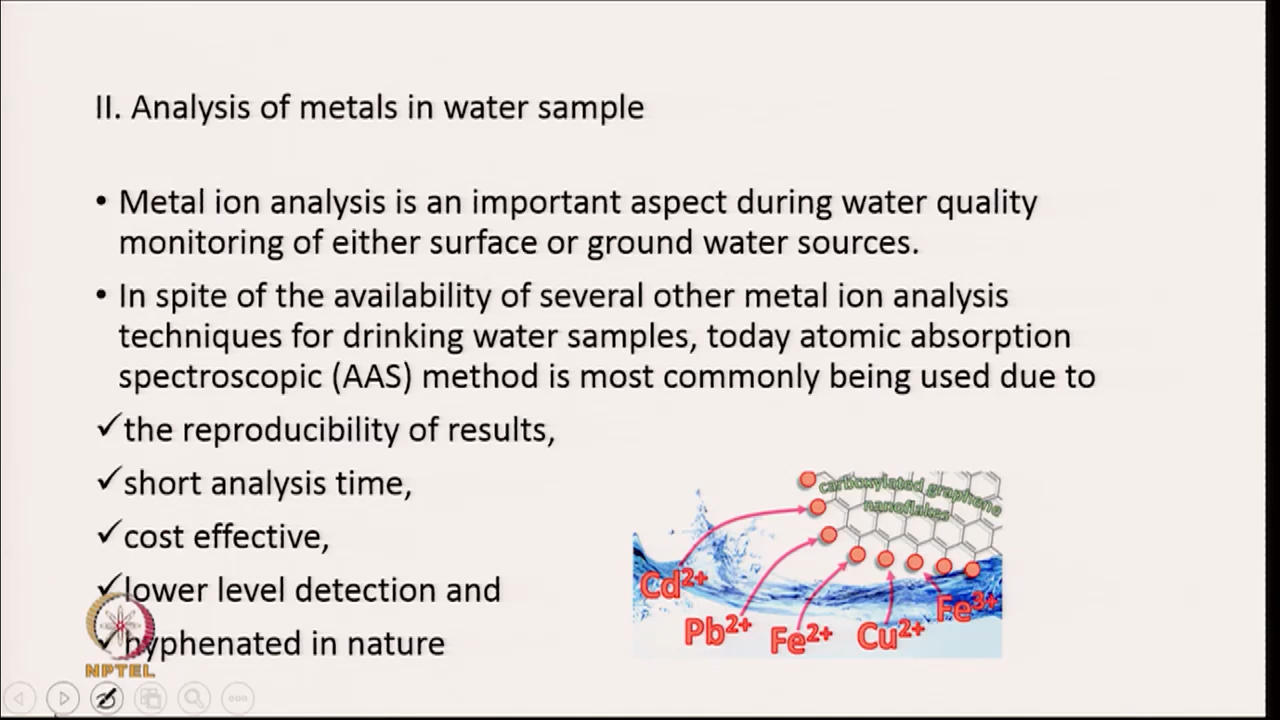 II. Analysis of metals in water sample
• Metal ion analysis is an important aspect during water quality
monitoring of either surface or ground water sources.
• In spite of the availability of several other metal ion analysis
techniques for drinking water samples, today atomic absorption
spectroscopic (AAS) method is most commonly being used due to
✓the reproducibility of results,
✓short analysis time,
✓cost effective,
✓lower level detection and
✓hyphenated in nature
carboxylated graphene
nanoflakes
Cd2+
Pb2+
Fe2+
Cu2+
Fe3+
NPTEL